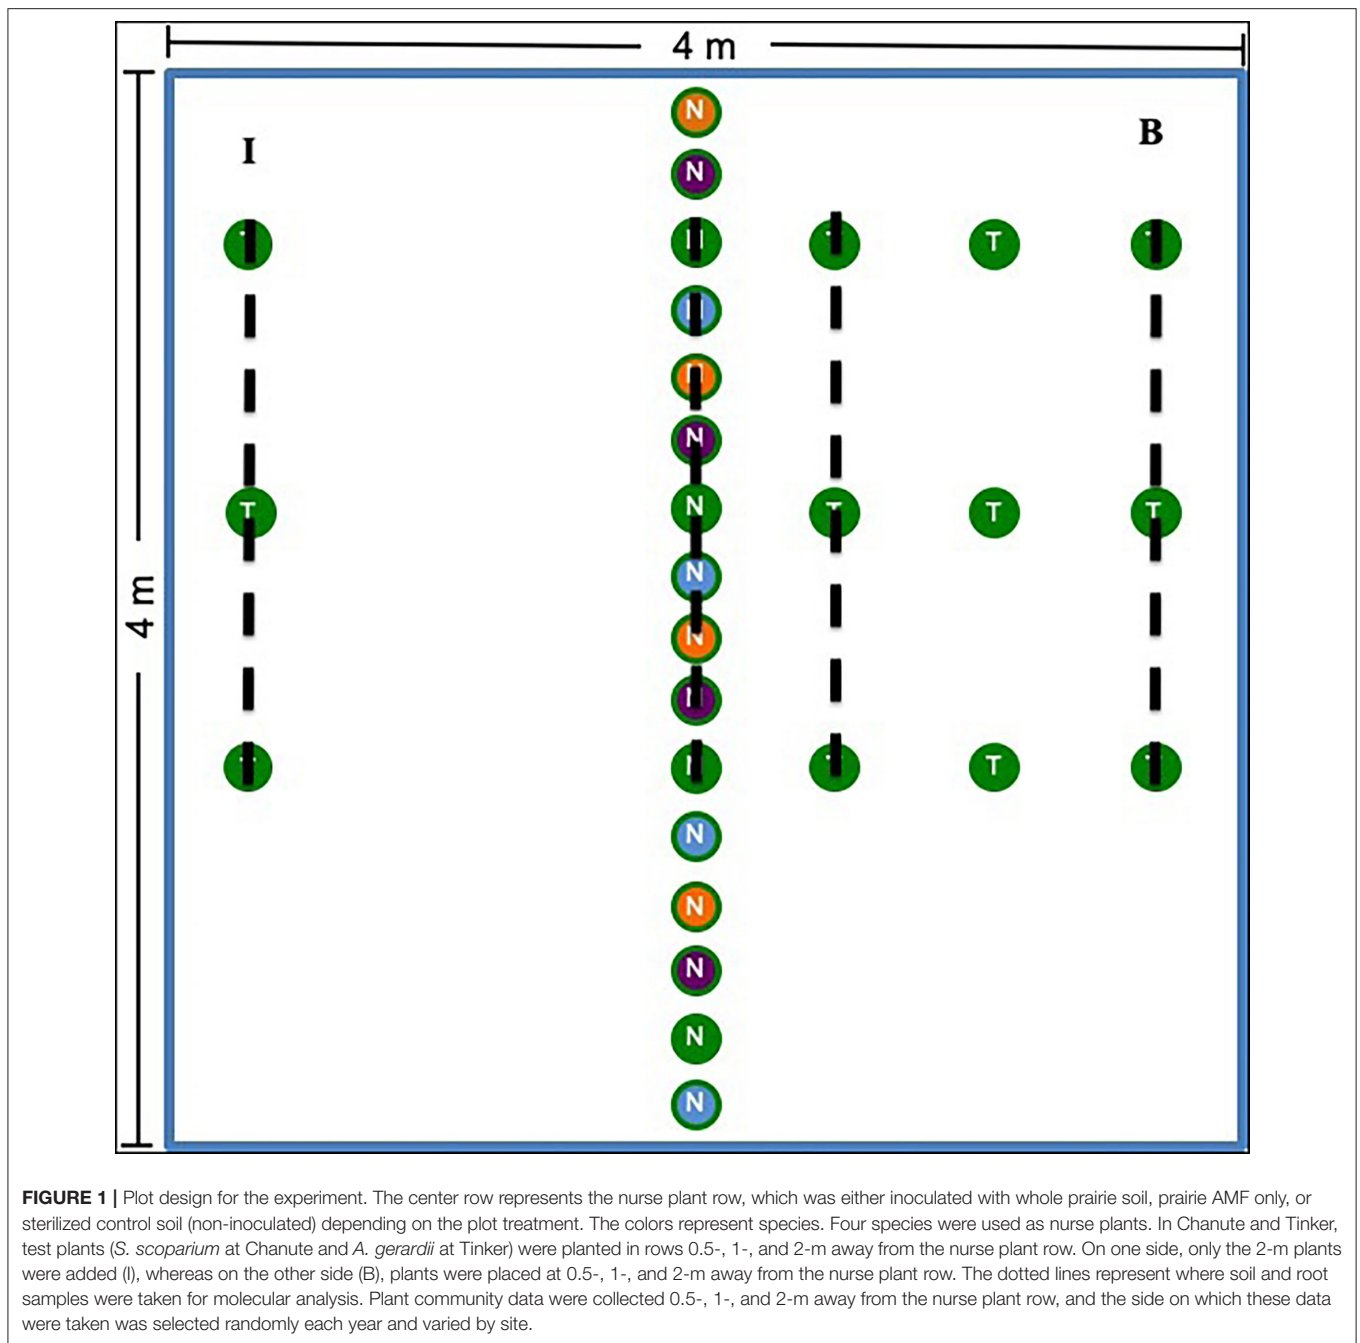 4 m
I
B
4 m
N
N
N
N
N
N
N
N
N
N
N
N
T
T
T
T
T
T
FIGURE 1 | Plot design for the experiment. The center row represents the nurse plant row, which was either inoculated with whole prairie soil, prairie AMF only, or
sterilized control soil (non-inoculated) depending on the plot treatment. The colors represent species. Four species were used as nurse plants. In Chanute and Tinker,
test plants (S. scoparium at Chanute and A. gerardii at Tinker) were planted in rows 0.5-, 1-, and 2-m away from the nurse plant row. On one side, only the 2-m plants
were added (I), whereas on the other side (B), plants were placed at 0.5-, 1-, and 2-m away from the nurse plant row. The dotted lines represent where soil and root
samples were taken for molecular analysis. Plant community data were collected 0.5-, 1-, and 2-m away from the nurse plant row, and the side on which these data
were taken was selected randomly each year and varied by site.